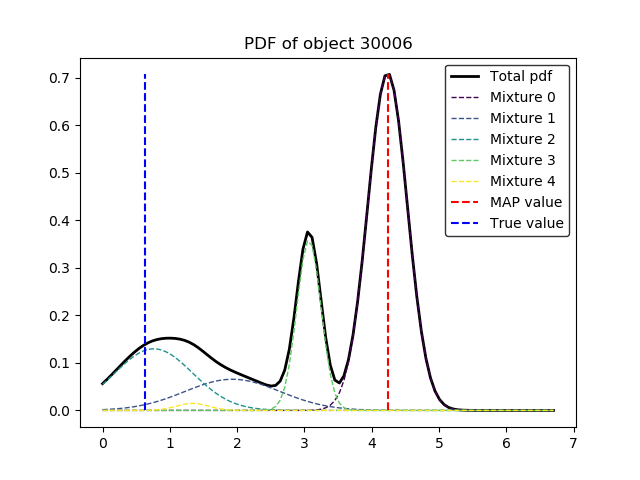 PDF of object 30006
0.7
0.6
0.5
0.4
0.3
0.2
0.1
0.0
0 1 2 3 4 5 6 7
Total pdf
Mixture 0
Mixture 1
Mixture 2
Mixture 3
Mixture 4
MAP value
True value